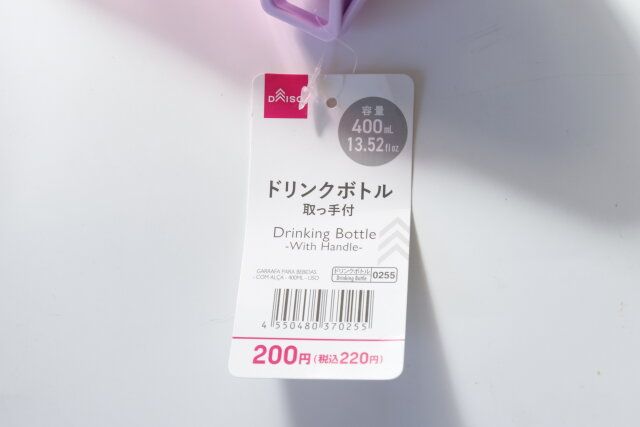 DAISO
容量
400mL
13.52fl oz
ドリンクボトル
取っ手付
Drinking Bottle
-With Handle-
GARRAFA PARA BEBIDAS
- COM ALÇA - 400ML - LISO
ドリンクボトル
Drinking Bottle
0255
4 550480 370255
200円(税込220円)